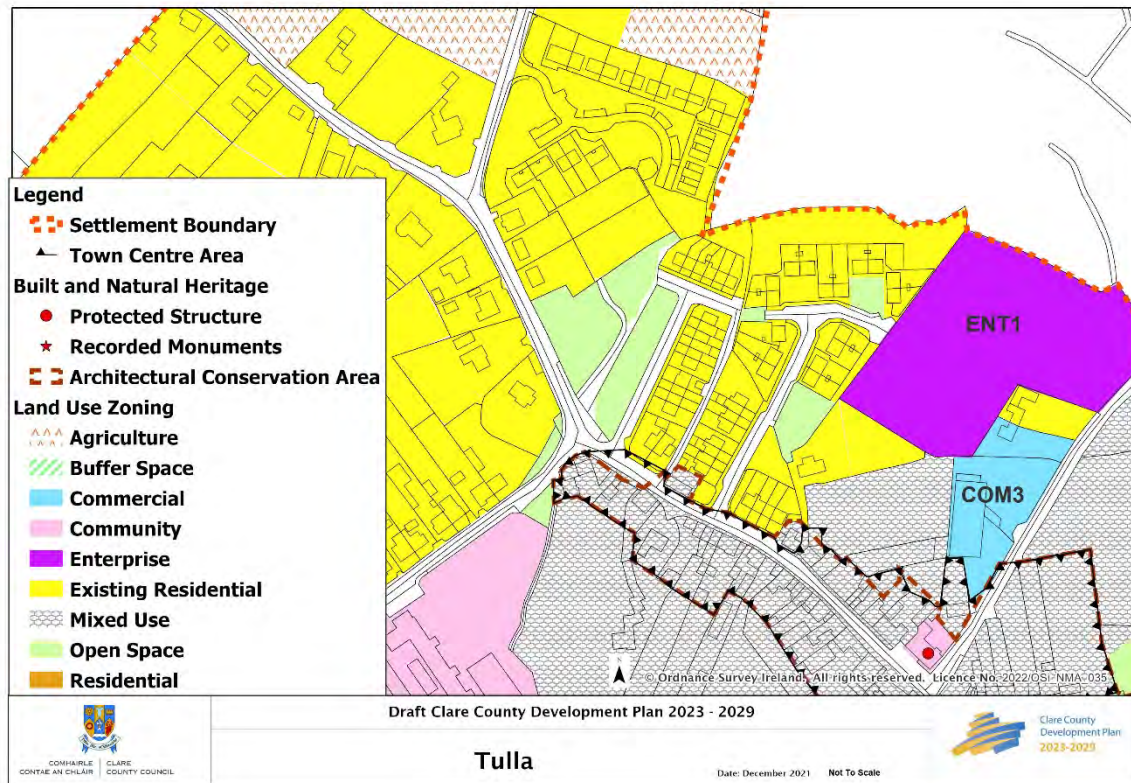 ENT1
COM3
Legend
Settlement Boundary
Town Centre Area
Built and Natural Heritage
Protected Structure
Recorded Monuments
Architectural Conservation Area
Land Use Zoning
Agriculture
Buffer Space
Commercial
Community
Enterprise
Existing Residential
Mixed Use
Open Space
Residential
© Ordnance Survey Ireland. All rights reserved. Licence No. 2022/OSi_NMA_035
COMHAIRLE CONTAE AN CHLÁIR
CLARE COUNTY COUNCIL
Draft Clare County Development Plan 2023 - 2029
Tulla
Date: December 2021 Not To Scale
Clare County
Development Plan
2023-2029